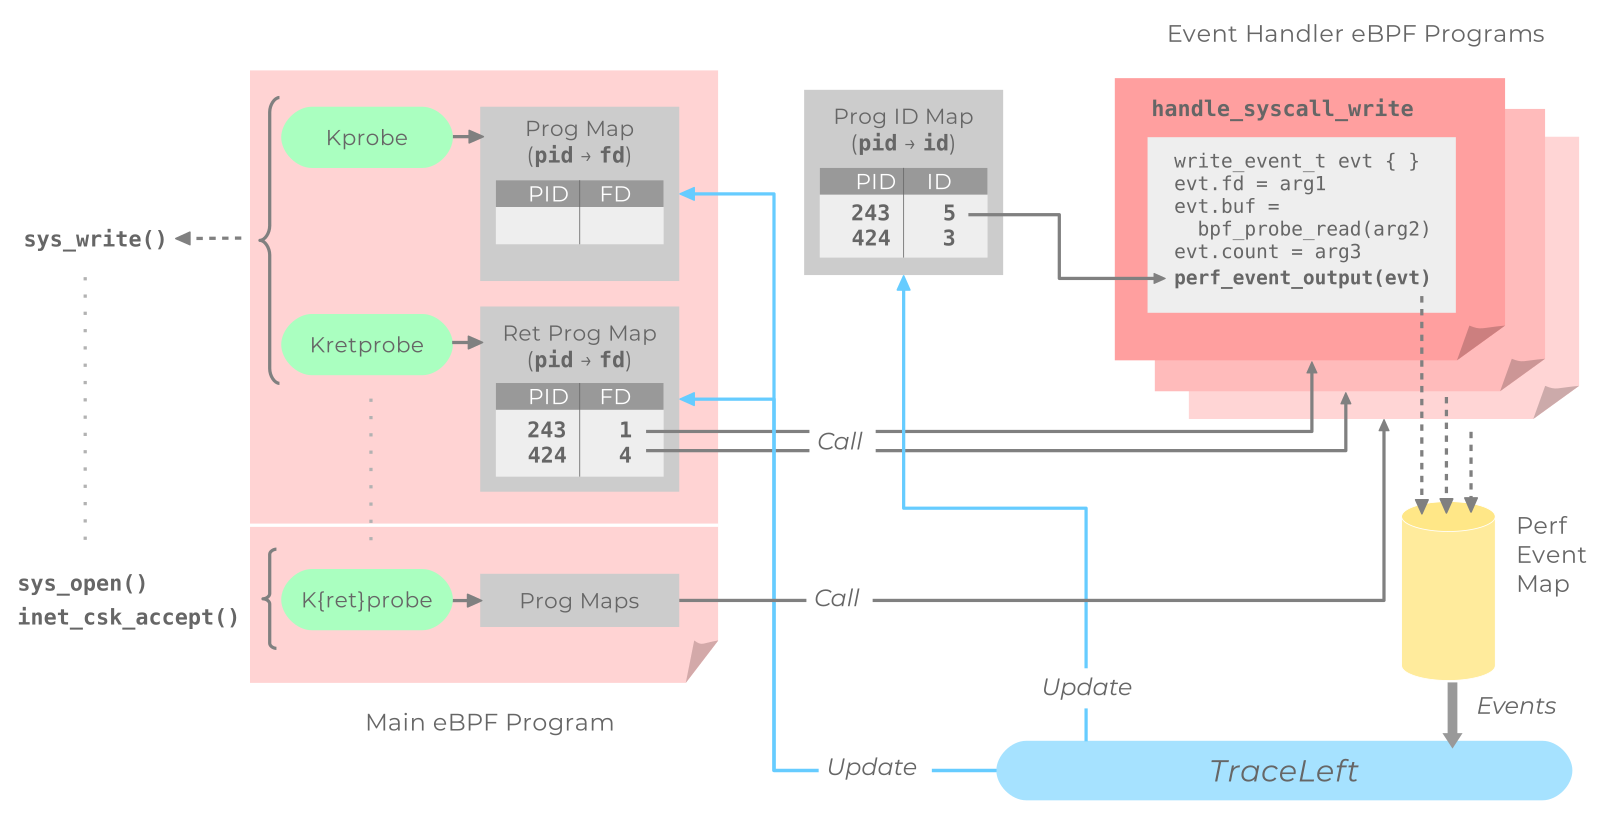 Event Handler eBPF Programs
sys_write()
sys_open()
inet_csk_accept()
Kprobe
Prog Map
(pid → fd)
PID FD
Kretprobe
Ret Prog Map
(pid → fd)
PID FD
243 1
424 4
K{ret}probe
Prog Maps
Main eBPF Program
Prog ID Map
(pid → id)
PID ID
243 5
424 3
handle_syscall_write
write_event_t evt { }
evt.fd = arg1
evt.buf =
bpf_probe_read(arg2)
evt.count = arg3
perf_event_output(evt)
Call
Call
Perf
Event
Map
Update
Events
Update
TraceLeft